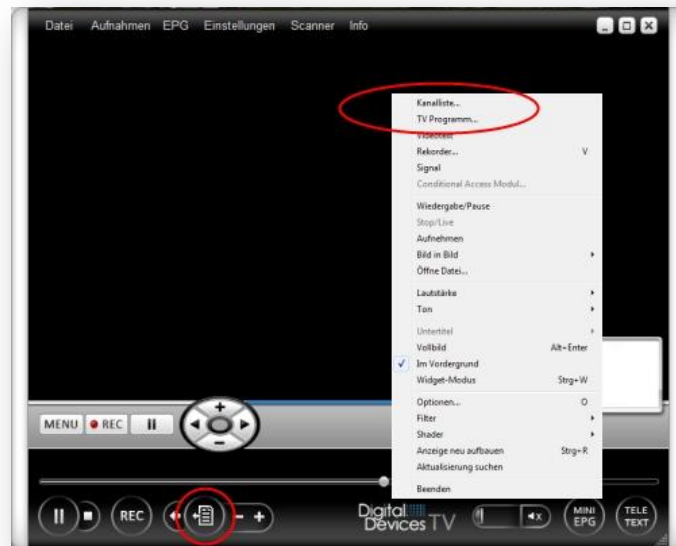 Datei Aufnahmen EPG Einstellungen Scanner Info
Kanalliste...
TV Programm...
Videotext
Rekorder... V
Signal
Conditional Access Modul...
Wiedergabe/Pause
Stop/Live
Aufnehmen
Bild in Bild
Öffne Datei...
Lautstärke
Ton
Untertitel
Vollbild Alt+Enter
Im Vordergrund
Widget-Modus Strg+W
Optionen... O
Filter
Shader
Anzeige neu aufbauen Strg+R
Aktualisierung suchen
Beenden
MENU REC
REC
Digital Devices TV
MINI EPG
TELE TEXT